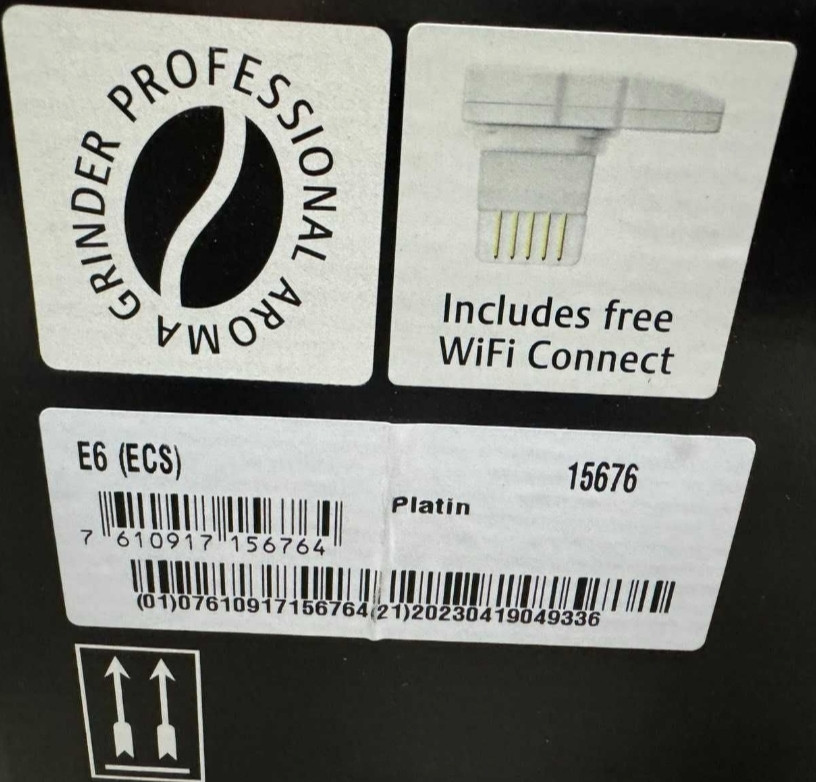 PROFESSIONAL AROMA GRINDER
Includes free
WiFi Connect
E6 (ECS)
15676
Platin
7 610917 156764
(01)07610917156764(21)20230419049336